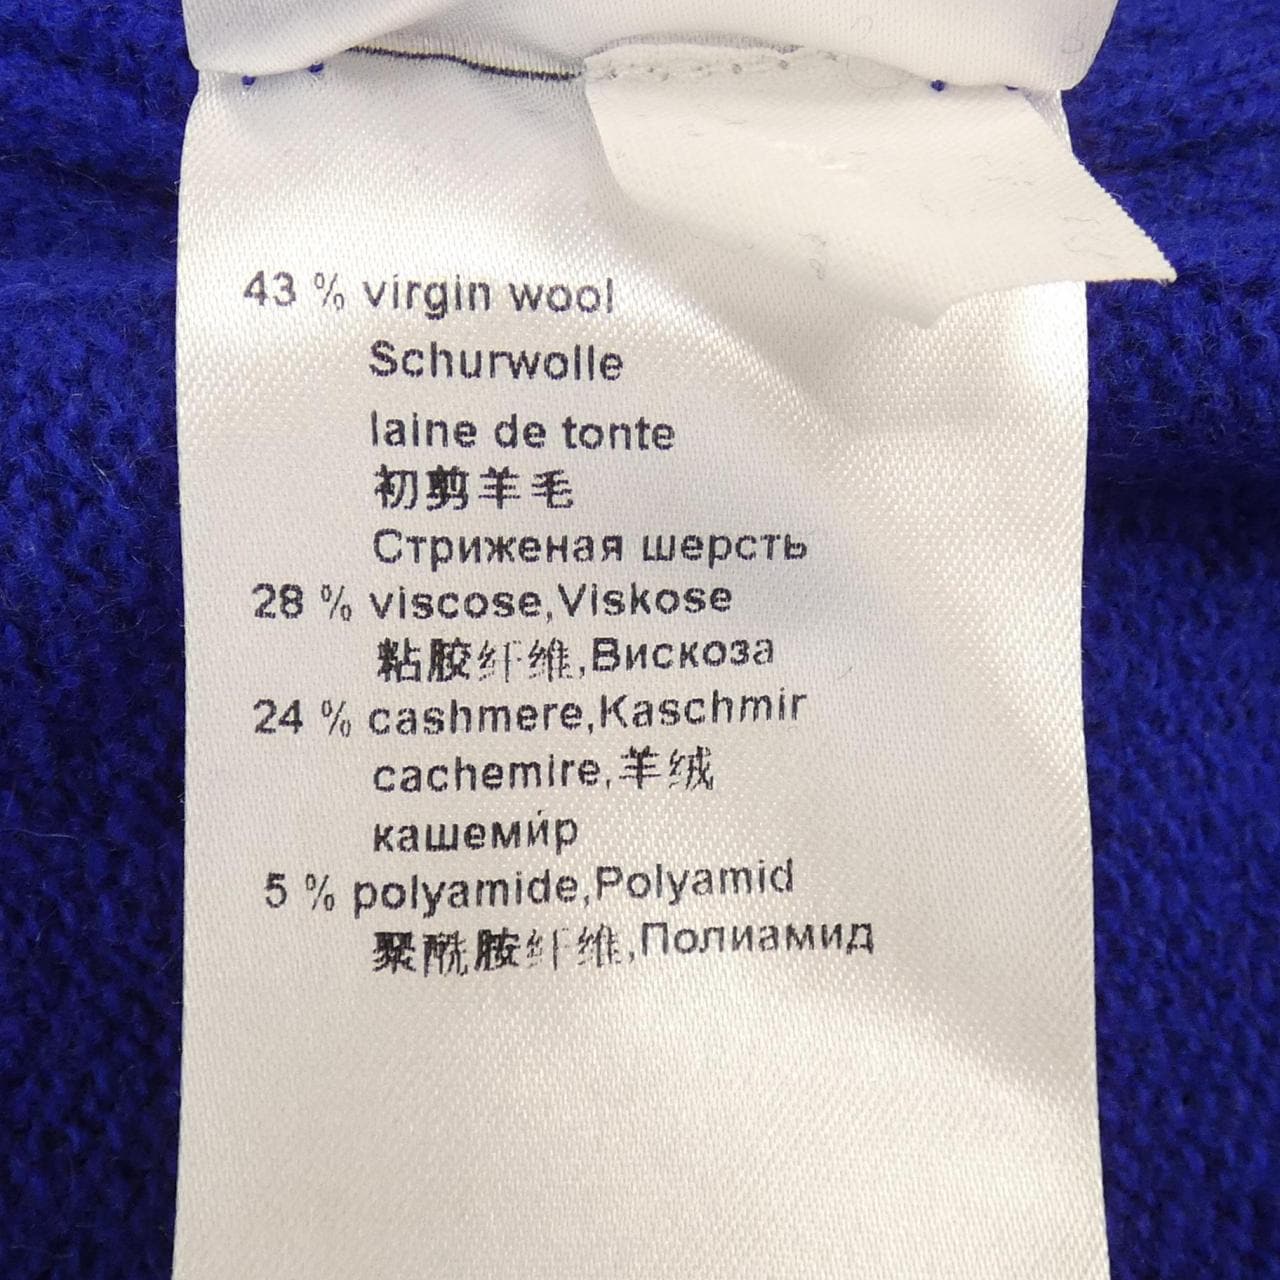 43 % virgin wool
Schurwolle
laine de tonte
初剪羊毛
Стриженая шерсть
28 % viscose,Viskose
粘胶纤维,Вискоза
24 % cashmere,Kaschmir
cachemire,羊绒
кашеми́р
5 % polyamide,Polyamid
聚酰胺纤维,Полиамид